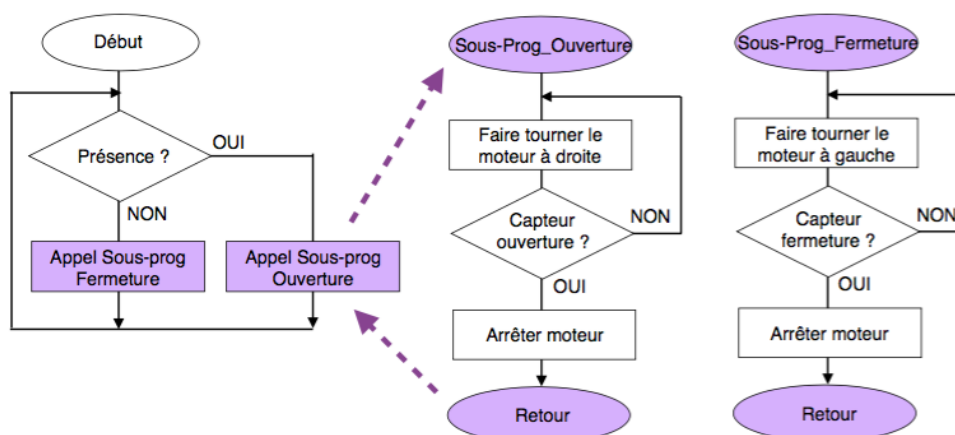 Début
Présence ?
OUI
NON
Appel Sous-prog
Fermeture
Appel Sous-prog
Ouverture
Sous-Prog_Ouverture
Faire tourner le
moteur à droite
Capteur
ouverture ?
NON
OUI
Arrêter moteur
Retour
Sous-Prog_Fermeture
Faire tourner le
moteur à gauche
Capteur
fermeture ?
NON
OUI
Arrêter moteur
Retour